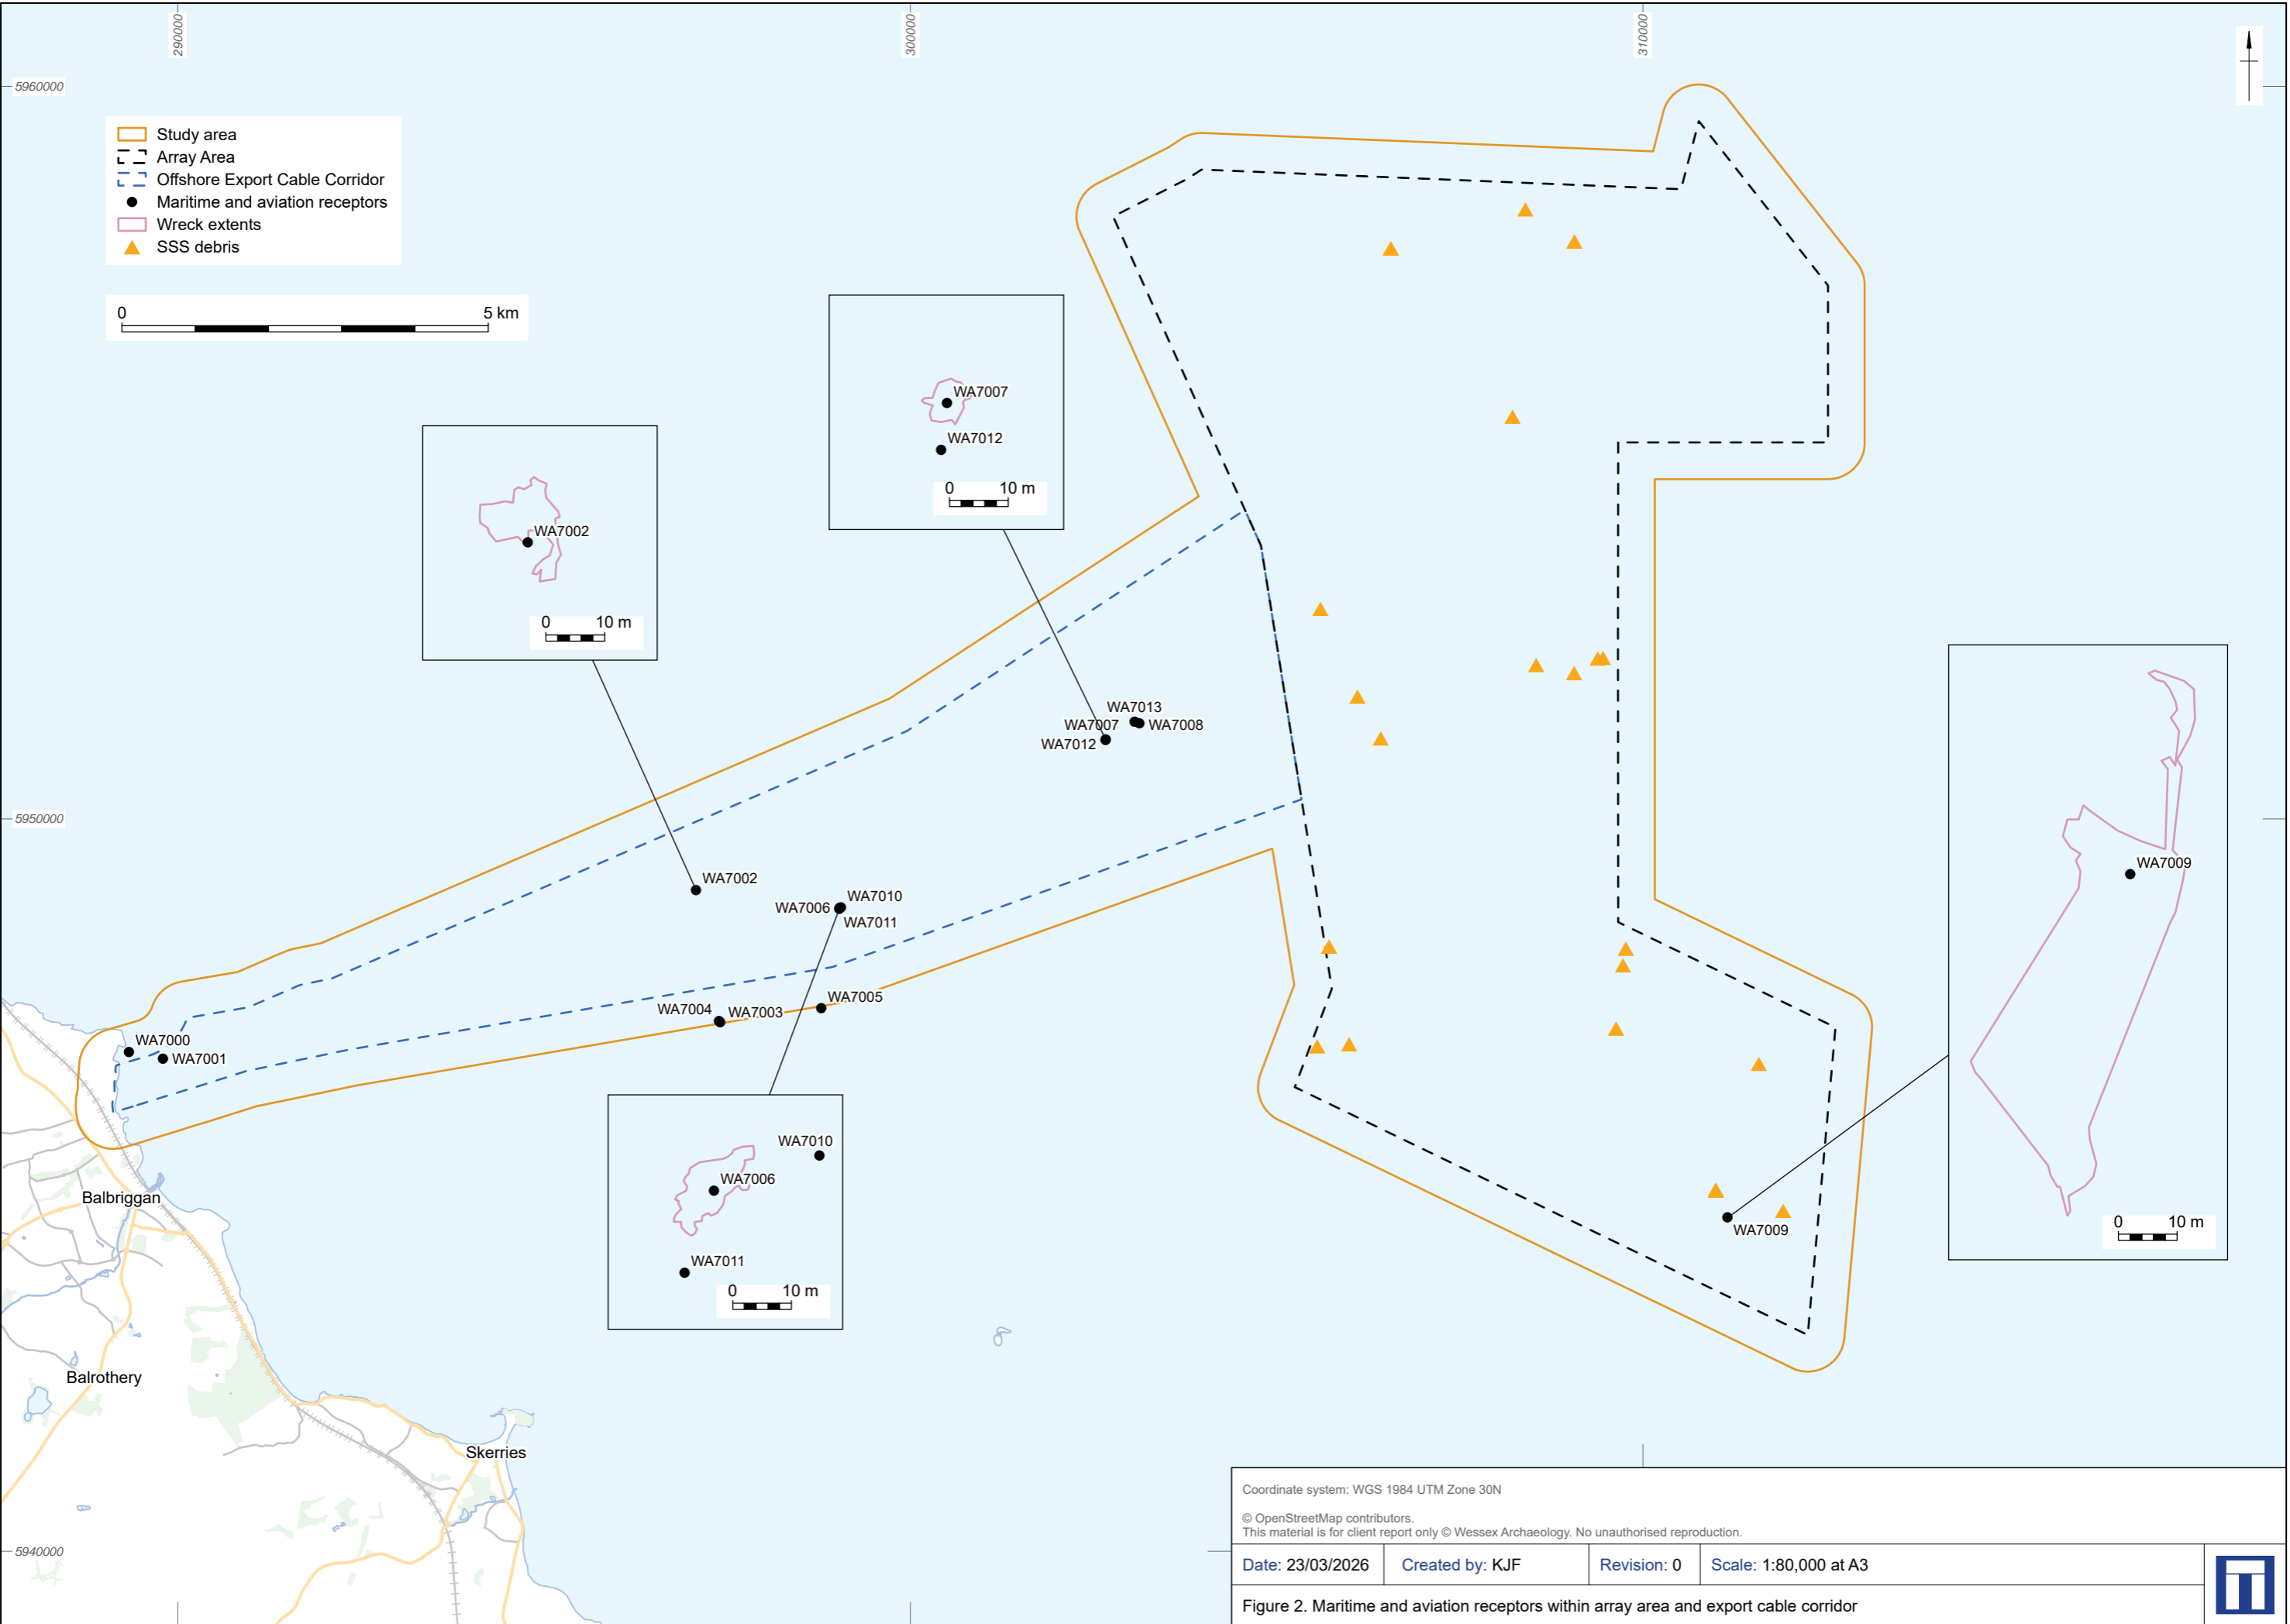 290000
300000
310000
5960000
Study area
Array Area
Offshore Export Cable Corridor
Maritime and aviation receptors
Wreck extents
SSS debris
0 5 km
WA7007
WA7012
0 10 m
WA7002
0 10 m
WA7013
WA7007 WA7008
WA7012
5950000
WA7009
0 10 m
WA7002
WA7010
WA7006
WA7011
WA7005
WA7004 WA7003
WA7000
WA7001
WA7010
WA7006
WA7011
0 10 m
WA7009
Balbriggan
Balrothery
Skerries
5940000
Coordinate system: WGS 1984 UTM Zone 30N
© OpenStreetMap contributors.
This material is for client report only © Wessex Archaeology. No unauthorised reproduction.
Date: 23/03/2026 Created by: KJF Revision: 0 Scale: 1:80,000 at A3
Figure 2. Maritime and aviation receptors within array area and export cable corridor